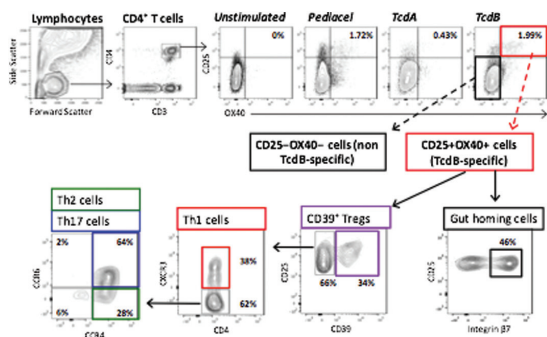 Lymphocytes
CD4+ T cells
Unstimulated
Pediacel
TcdA
TcdB
0%
1.72%
0.43%
1.99%
Side Scatter
CD4
CD25
Forward Scatter
CD3
OX40
CD25–OX40– cells (non
TcdB-specific)
CD25+OX40+ cells
(TcdB-specific)
Th2 cells
Th17 cells
Th1 cells
CD39+ Tregs
Gut homing cells
2%
64%
38%
46%
CCR6
CXCR3
CD25
CD25
6%
28%
62%
66%
34%
CCR4
CD4
CD39
Integrin β7